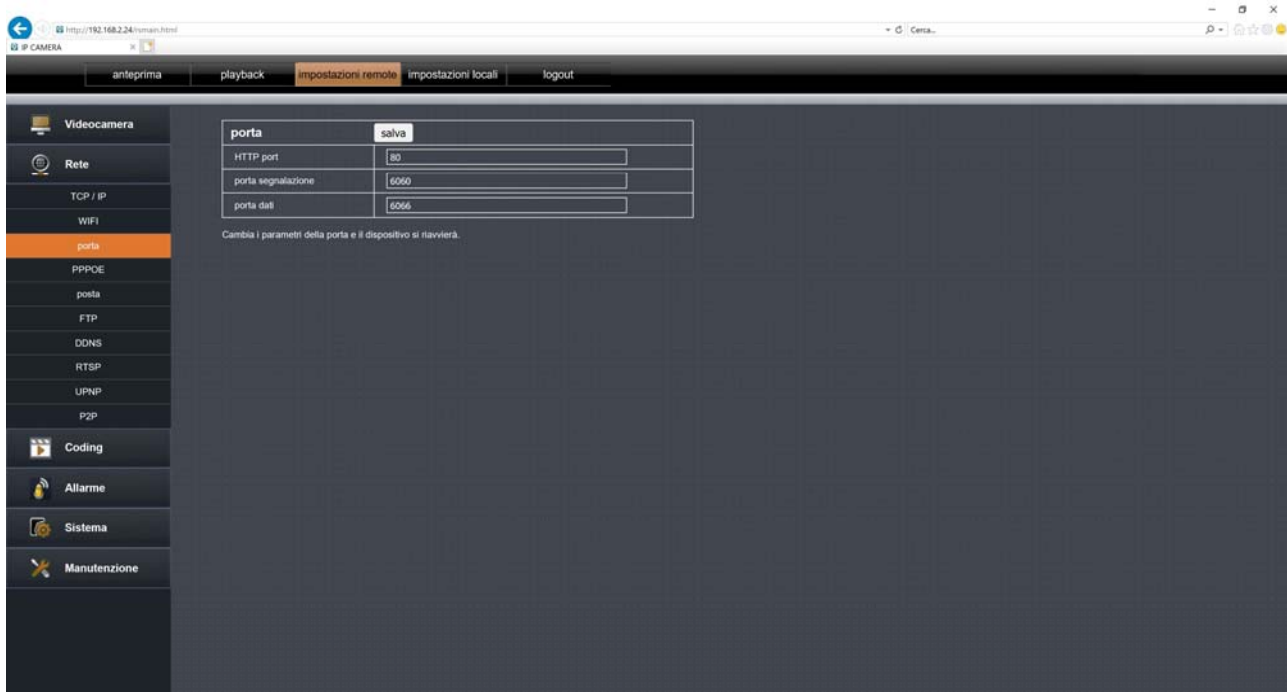 http://192.168.2.24/romain.html
Cerca...
IP CAMERA
anteprima playback impostazioni remote impostazioni locali logout
Videocamera
Rete
TCP / IP
WIFI
porta
PPPOE
posta
FTP
DDNS
RTSP
UPNP
P2P
Coding
Allarme
Sistema
Manutenzione
porta salva
HTTP port 80
porta segnalazione 6060
porta dati 6066
Cambia i parametri della porta e il dispositivo si riavvierà.